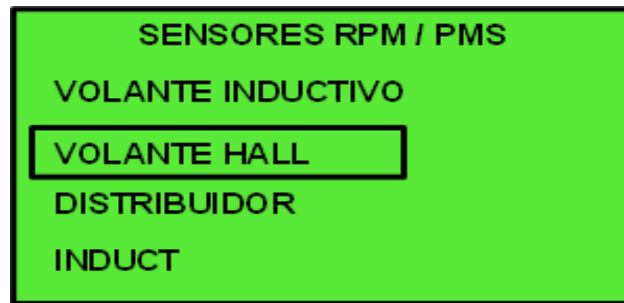 SENSORES RPM / PMS
VOLANTE INDUCTIVO
VOLANTE HALL
DISTRIBUIDOR
INDUCT